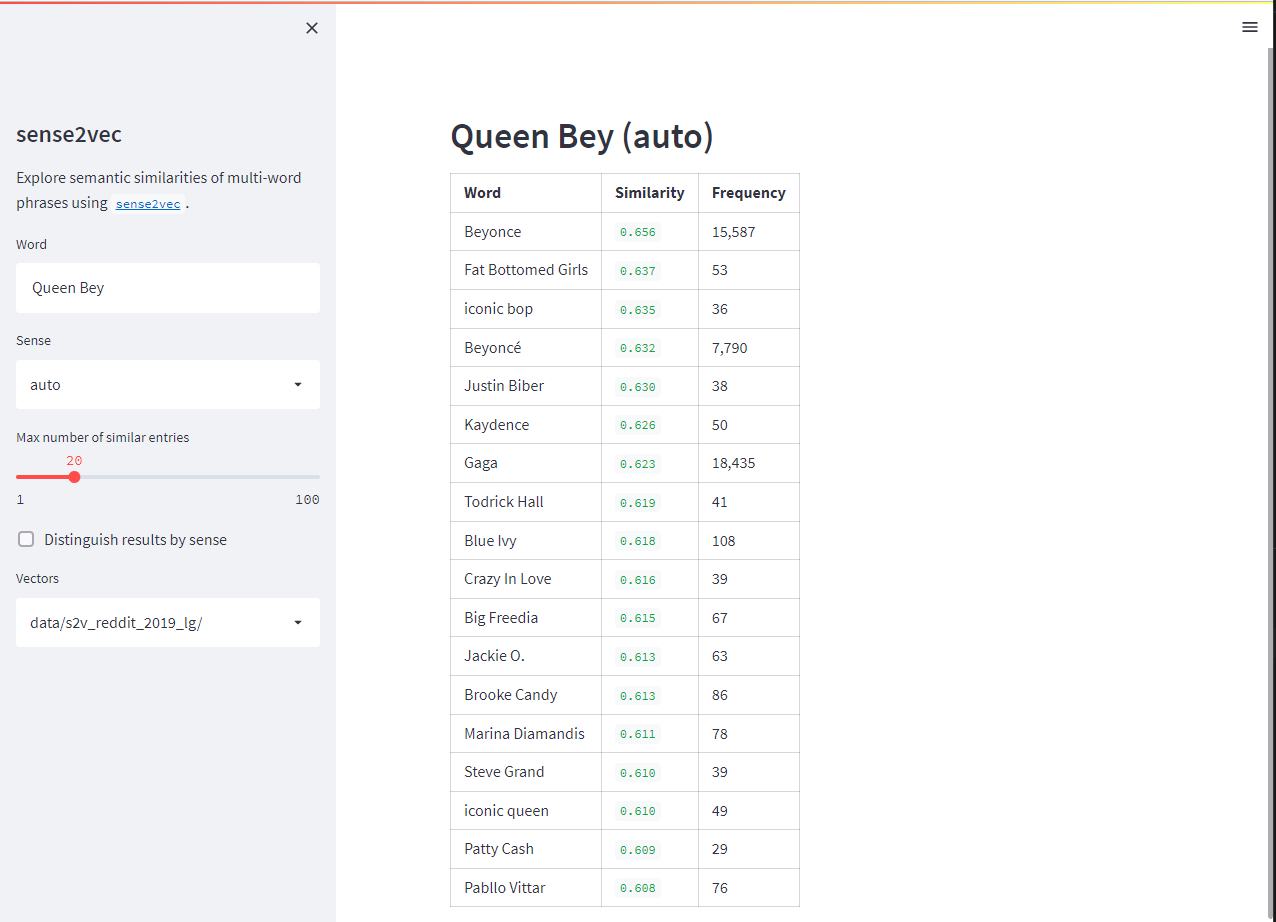 sense2vec
Explore semantic similarities of multi-word
phrases using sense2vec .
Word
Queen Bey
Sense
auto
Max number of similar entries
20
1 100
Distinguish results by sense
Vectors
data/s2v_reddit_2019_lg/
Queen Bey (auto)
Word Similarity Frequency
Beyonce 0.656 15,587
Fat Bottomed Girls 0.637 53
iconic bop 0.635 36
Beyoncé 0.632 7,790
Justin Biber 0.630 38
Kaydence 0.626 50
Gaga 0.623 18,435
Todrick Hall 0.619 41
Blue Ivy 0.618 108
Crazy In Love 0.616 39
Big Freedia 0.615 67
Jackie O. 0.613 63
Brooke Candy 0.613 86
Marina Diamandis 0.611 78
Steve Grand 0.610 39
iconic queen 0.610 49
Patty Cash 0.609 29
Pabllo Vittar 0.608 76